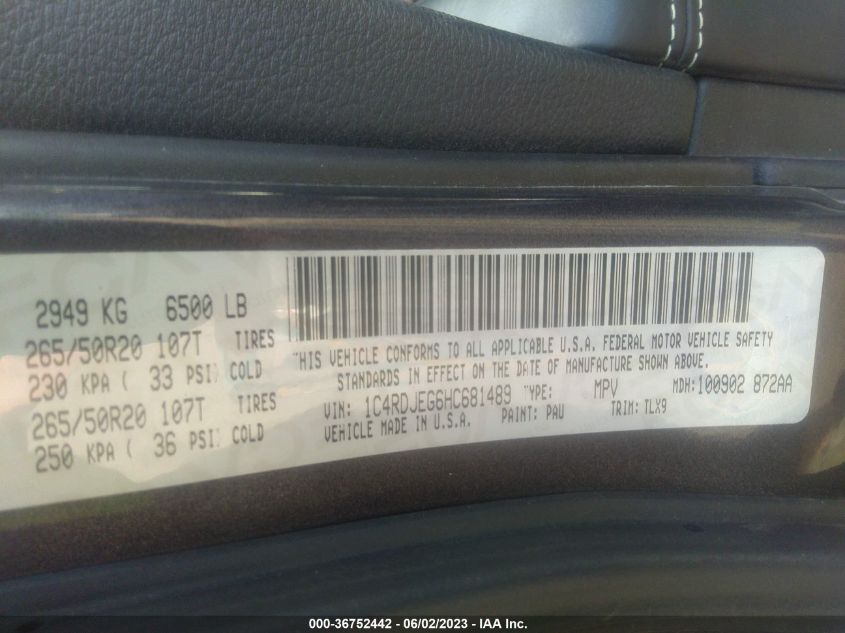 2949 KG 6500 LB
265/50R20 107T TIRES
230 KPA ( 33 PSI) COLD
265/50R20 107T TIRES
250 KPA ( 36 PSI) COLD
THIS VEHICLE CONFORMS TO ALL APPLICABLE U.S.A. FEDERAL MOTOR VEHICLE SAFETY
STANDARDS IN EFFECT ON THE DATE OF MANUFACTURE SHOWN ABOVE.
VIN: 1C4RDJEG6HC681489 TYPE: MPV MDH:100902 872AA
VEHICLE MADE IN U.S.A. PAINT: PAU TRIM: TLX9
000-36752442 - 06/02/2023 - IAA Inc.